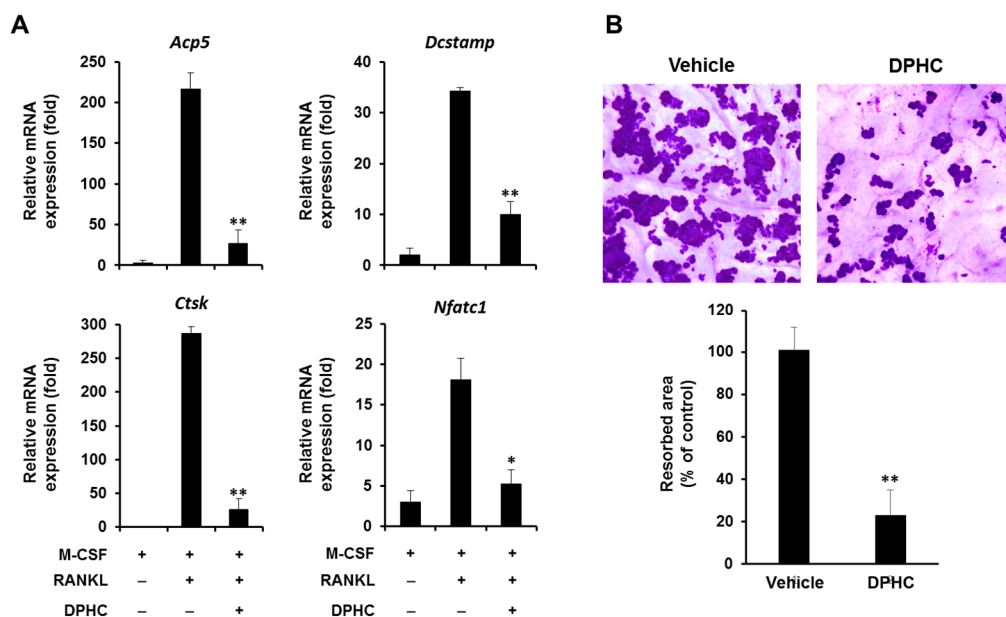 A
Acp5
Relative mRNA
expression (fold)
250
200
150
100
50
0
**
Dcstamp
Relative mRNA
expression (fold)
40
30
20
10
0
**
Ctsk
Relative mRNA
expression (fold)
300
250
200
150
100
50
0
**
Nfatc1
Relative mRNA
expression (fold)
25
20
15
10
5
0
*
M-CSF + + + M-CSF + + +
RANKL – + + RANKL – + +
DPHC – – + DPHC – – +
B
Vehicle DPHC
Resorbed area
(% of control)
120
100
80
60
40
20
0
**
Vehicle DPHC